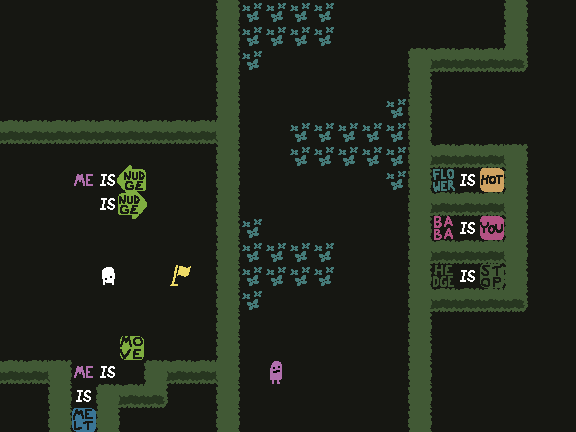 ME IS NUDGE
FLOWER IS HOT
IS NUDGE
BABA IS YOU
HEDGE IS STOP
MOVE
ME IS
IS
MELT